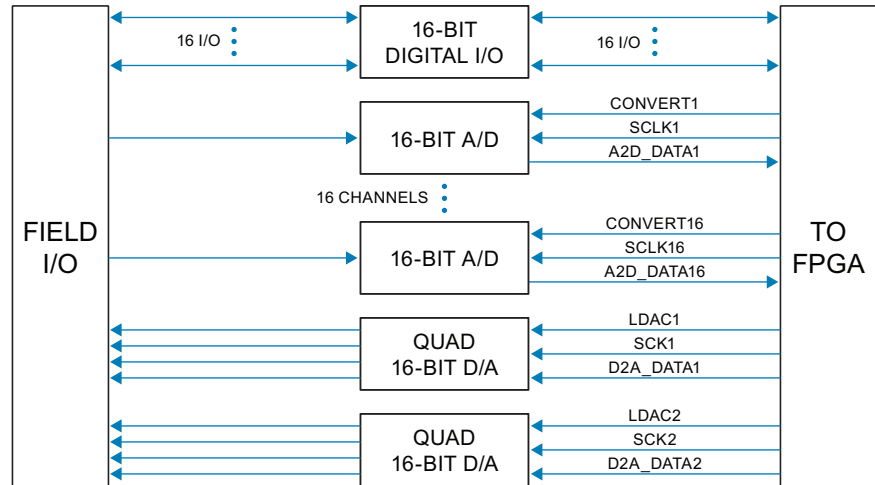 16-BIT
DIGITAL I/O
16 I/O
16 I/O
CONVERT1
SCLK1
A2D_DATA1
16-BIT A/D
16 CHANNELS
FIELD
I/O
TO
FPGA
CONVERT16
SCLK16
A2D_DATA16
16-BIT A/D
LDAC1
SCK1
D2A_DATA1
QUAD
16-BIT D/A
LDAC2
SCK2
D2A_DATA2
QUAD
16-BIT D/A